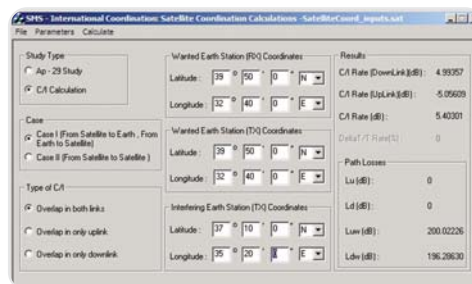 SMS - International Coordination: Satellite Coordination Calculations -SatelliteCoord_inputs.sat
File Parameters Calculate
Study Type
Ap - 29 Study
C/I Calculation
Case
Case I (From Satellite to Earth , From Earth to Satellite)
Case II (From Satellite to Satellite )
Type of C/I
Overlap in both links
Overlap in only uplink
Overlap in only downlink
Wanted Earth Station (RX) Coordinates
Latitude : 39 ° 50 ' 0 " N
Longitude : 32 ° 40 ' 0 " E
Wanted Earth Station (TX) Coordinates
Latitude : 39 ° 50 ' 0 " N
Longitude : 32 ° 40 ' 0 " E
Interfering Earth Station (TX) Coordinates
Latitude : 37 ° 10 ' 0 " N
Longitude : 35 ° 20 ' " E
Results
C/I Rate (DownLink)(dB) : 4.99357
C/I Rate (UpLink)(dB) : -5.05609
C/I Rate (dB) : 5.40301
DeltaT/T Rate(%) 0
Path Losses
Lu (dB) : 0
Ld (dB) : 0
Luw (dB) : 200.02226
Ldw (dB) : 196.28630